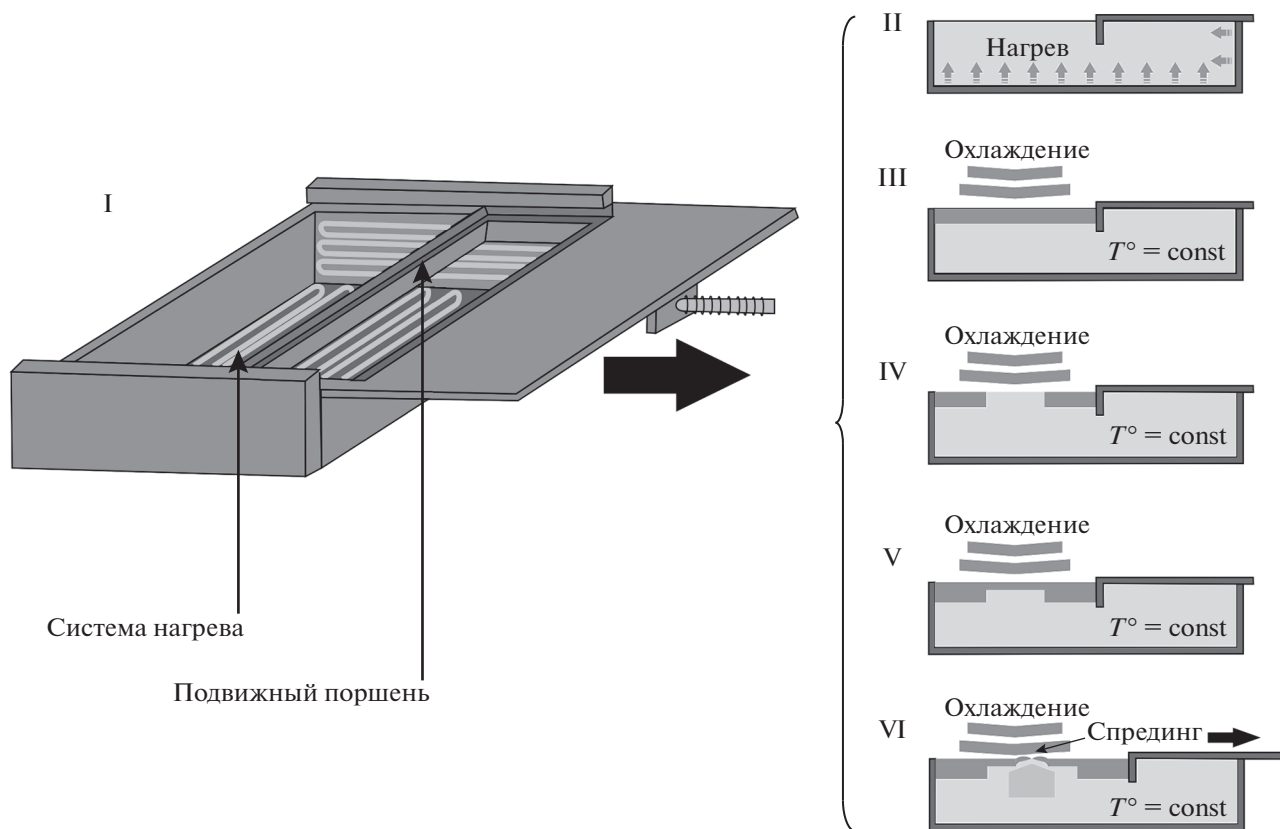 I
Система нагрева
Подвижный поршень
II
Нагрев
Охлаждение
III
T° = const
Охлаждение
IV
T° = const
Охлаждение
V
T° = const
Охлаждение
VI
Спрединг
T° = const